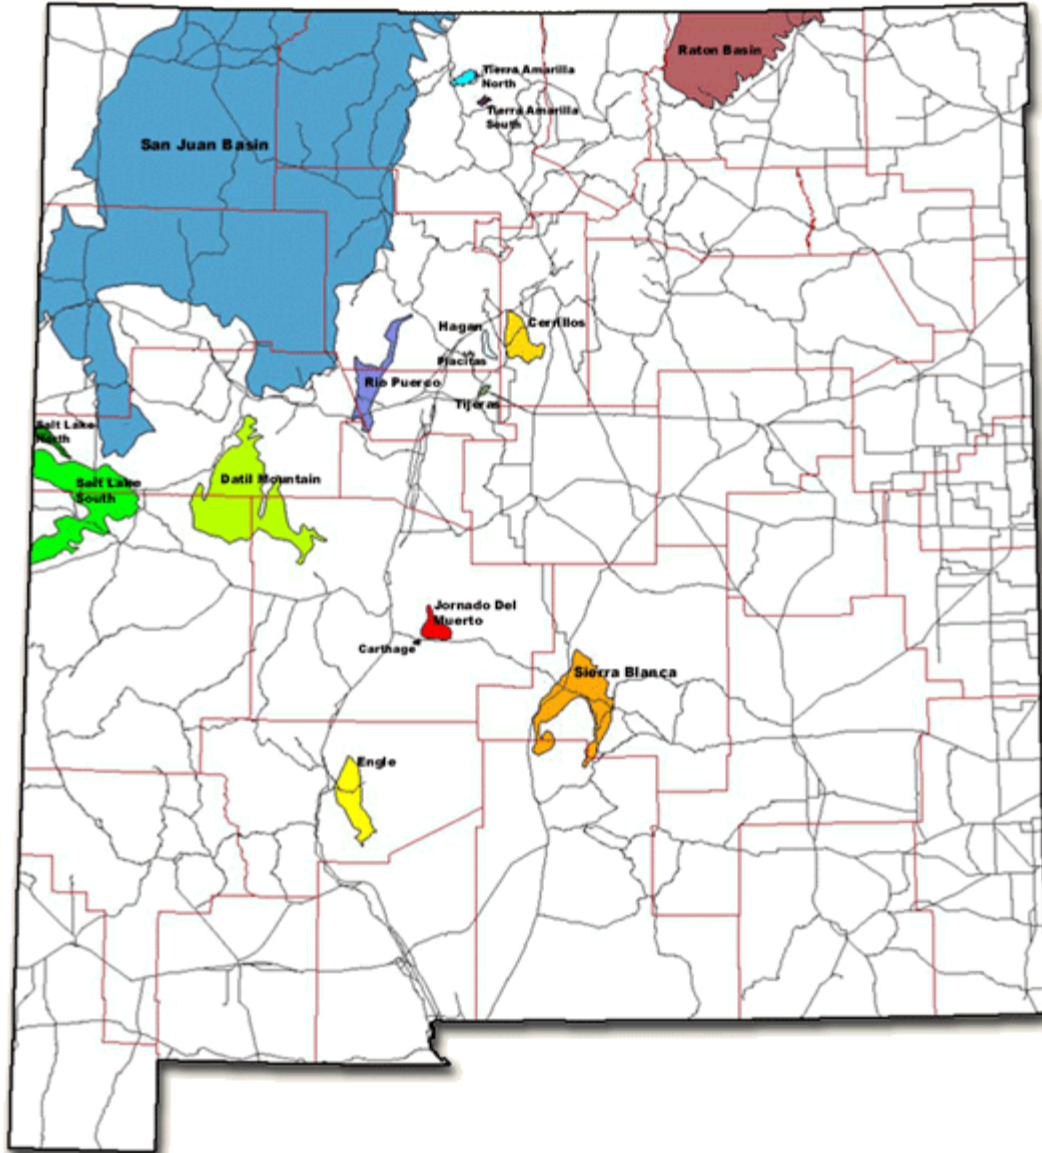 Raton Basin
Tierra Amarilla
North
Tierra Amarilla
South
San Juan Basin
Hagan
Cerrillos
Placitas
Rio Puerco
Tijeras
Salt Lake
North
Datil Mountain
Salt Lake
South
Jornado Del
Muerto
Carthage
Sierra Blanca
Engle